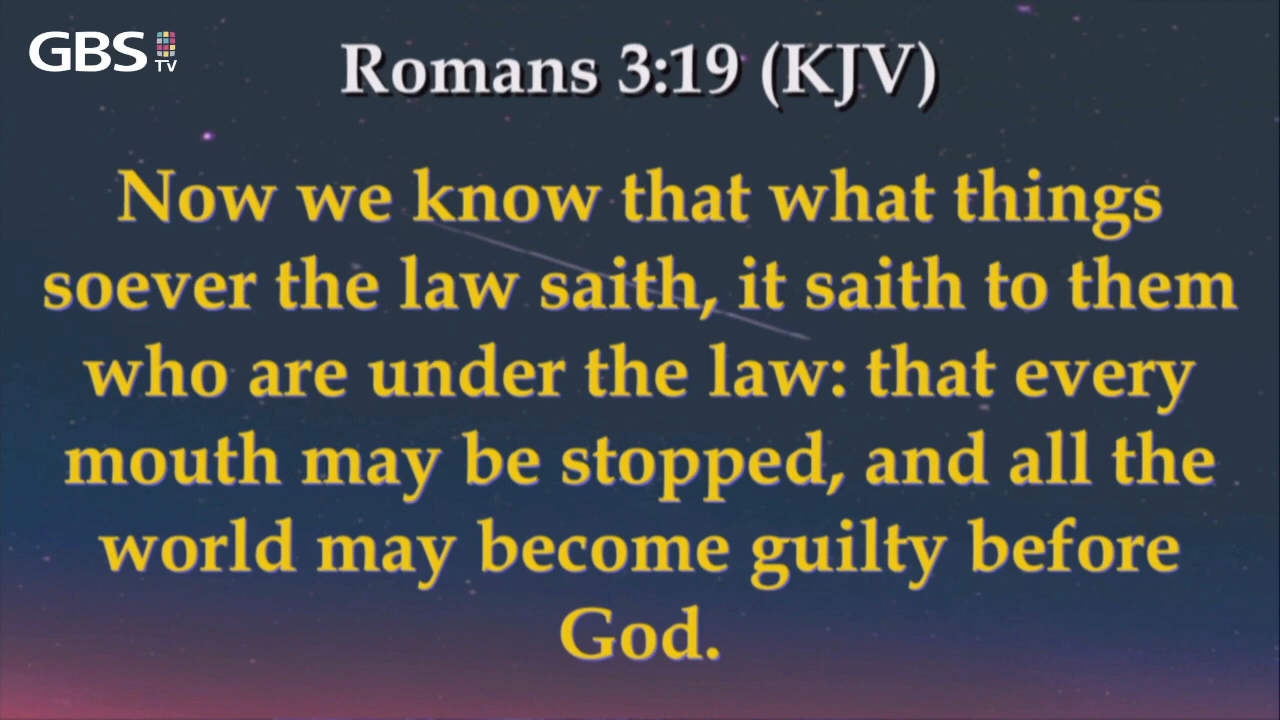 GBS TV
Romans 3:19 (KJV)
Now we know that what things
soever the law saith, it saith to them
who are under the law: that every
mouth may be stopped, and all the
world may become guilty before
God.